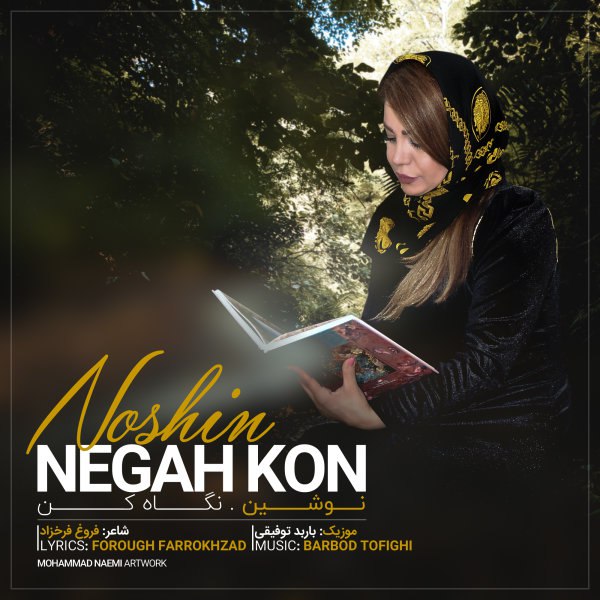 Noshin
NEGAH KON
نوشین . نگاه کن
شاعر: فروغ فرخزاد
موزیک: باربد توفیقی
LYRICS: FOROUGH FARROKHZAD
MUSIC: BARBOD TOFIGHI
MOHAMMAD NAEMI ARTWORK